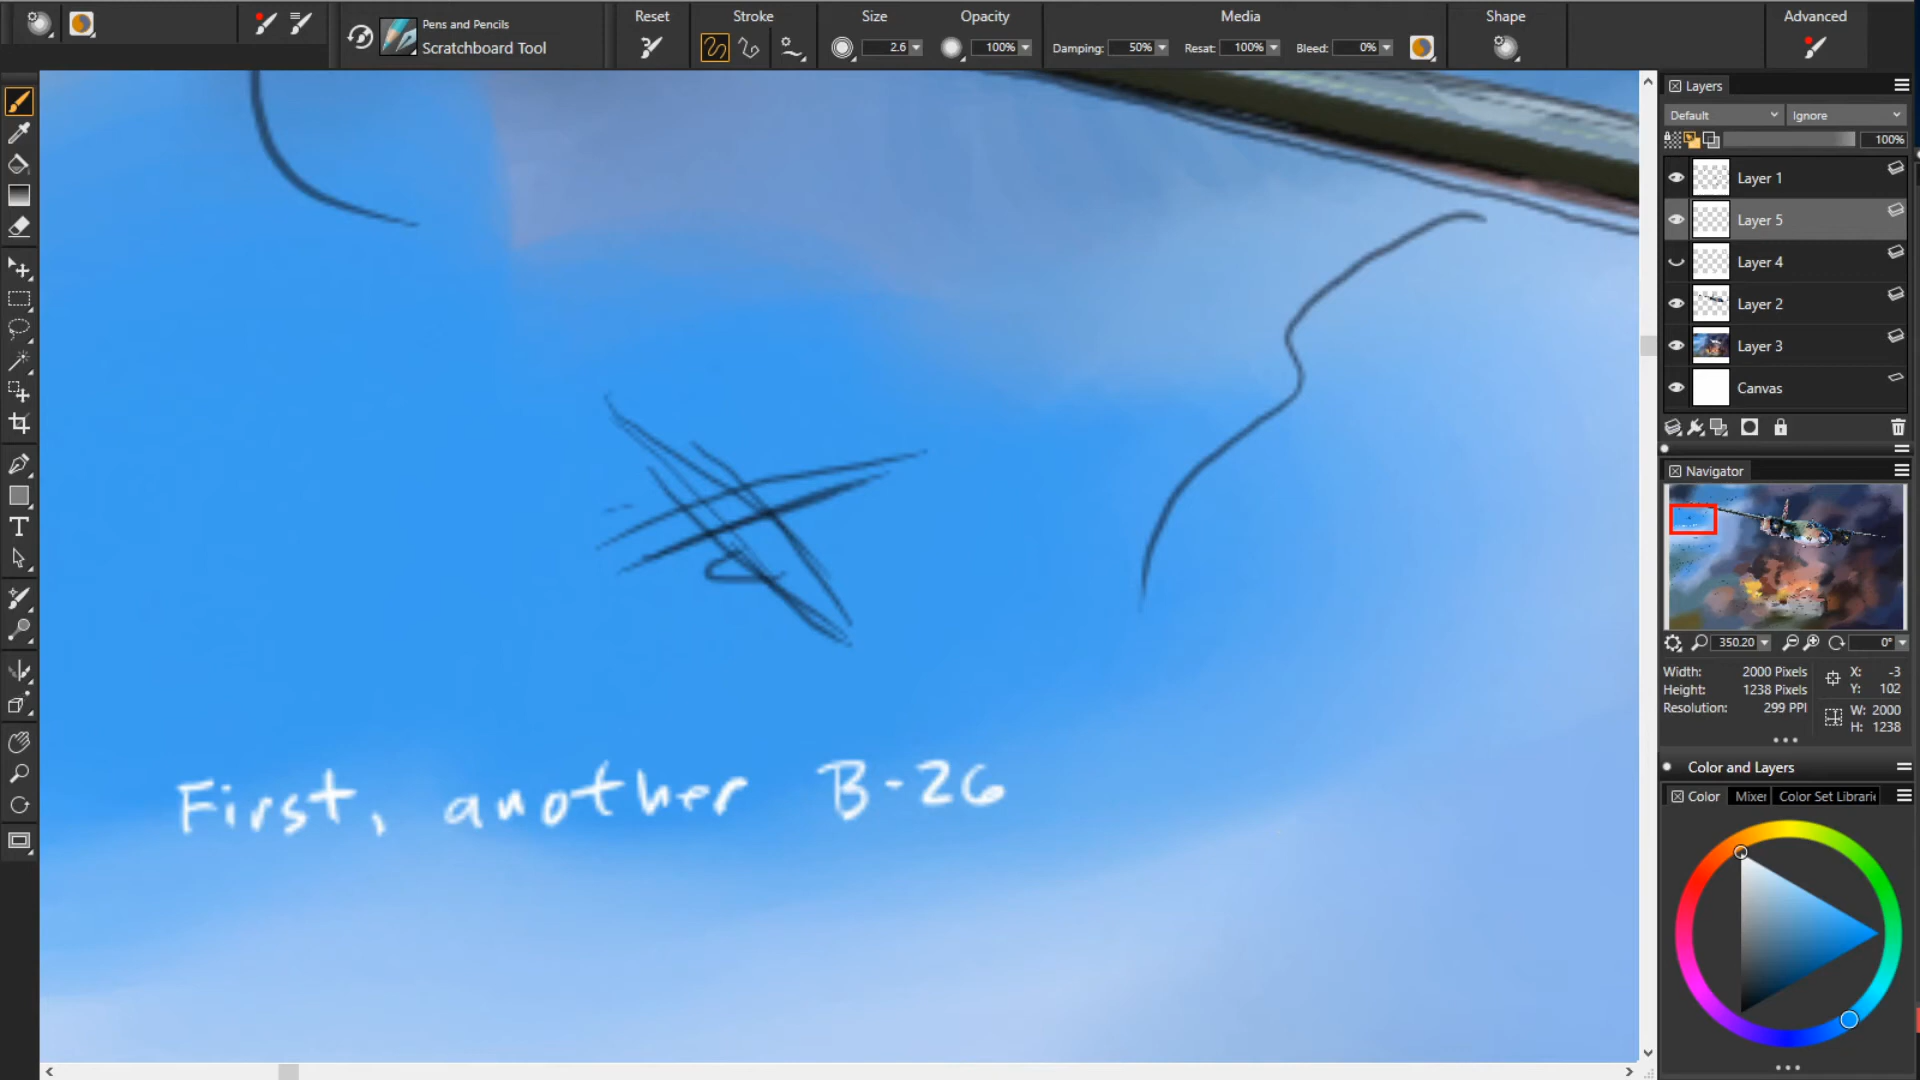 Pens and Pencils
Scratchboard Tool
Reset
Stroke
Size
2.6
Opacity
100%
Media
Damping: 50%
Resat: 100%
Bleed: 0%
Shape
Advanced
Layers
Default
Ignore
100%
Layer 1
Layer 5
Layer 4
Layer 2
Layer 3
Canvas
Navigator
350.20
0°
Width: 2000 Pixels
Height: 1238 Pixels
Resolution: 299 PPI
X: -3
Y: 102
W: 2000
H: 1238
Color and Layers
Color
Mixer
Color Set Librari
First, another B-26